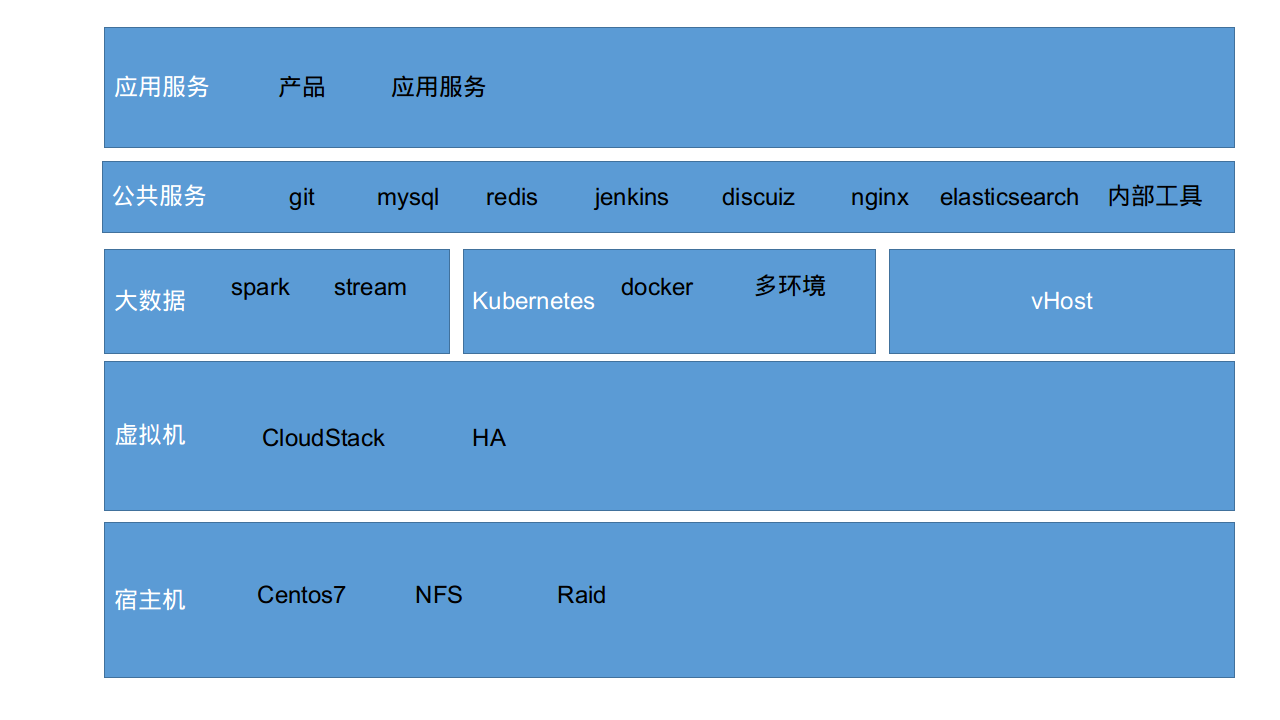 应用服务 产品 应用服务
公共服务 git mysql redis jenkins discuiz nginx elasticsearch 内部工具
大数据 spark stream
Kubernetes docker 多环境
vHost
虚拟机 CloudStack HA
宿主机 Centos7 NFS Raid